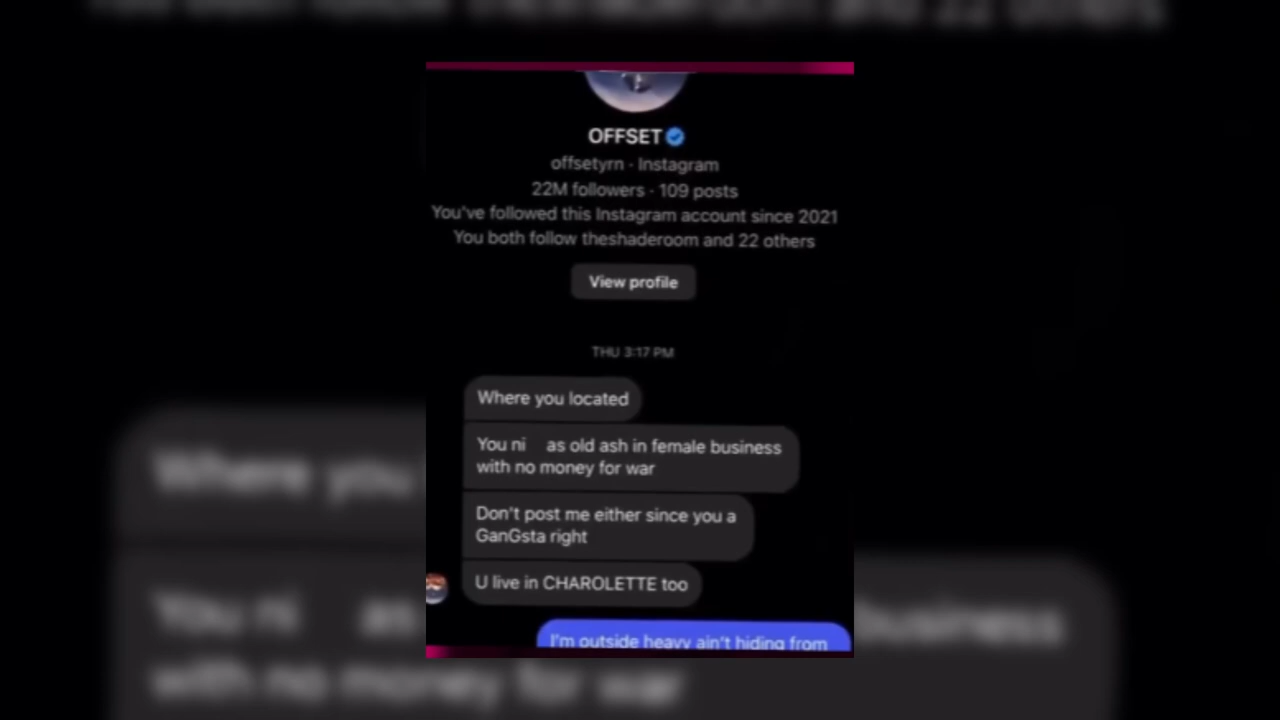 OFFSET
offsetyrn · Instagram
22M followers · 109 posts
You've followed this Instagram account since 2021
You both follow theshaderoom and 22 others
View profile
THU 3:17 PM
Where you located
You ni as old ash in female business
with no money for war
Don't post me either since you a
GanGsta right
U live in CHAROLETTE too
I'm outside heavy ain't hiding from